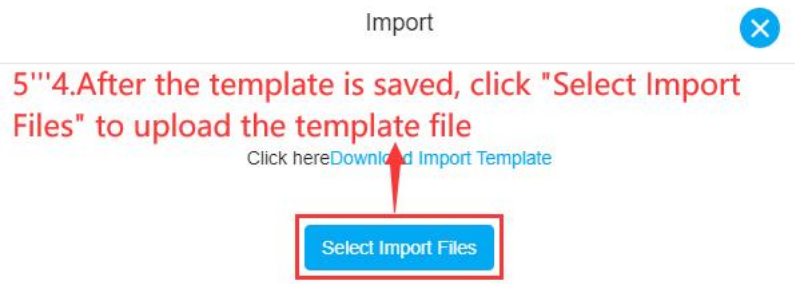 Import
5'''4.After the template is saved, click "Select Import
Files" to upload the template file
Click hereDownload Import Template
Select Import Files